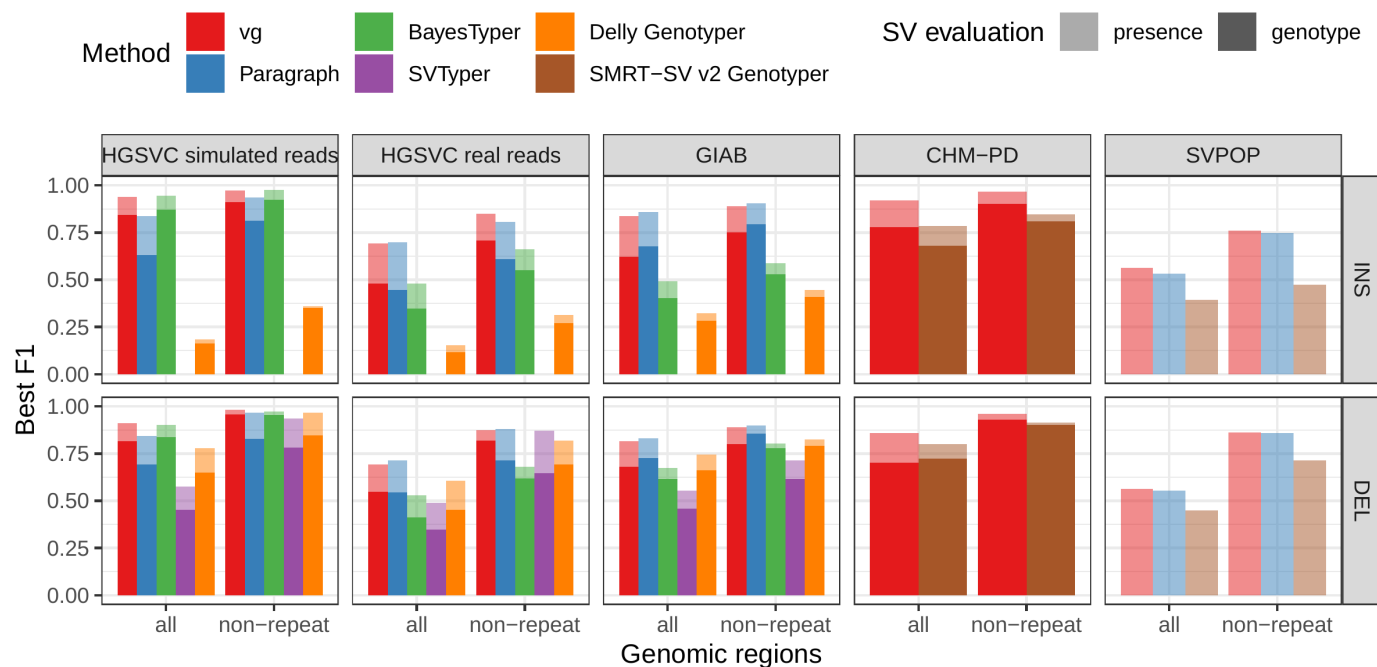 Method
vg
BayesTyper
Delly Genotyper
Paragraph
SVTyper
SMRT−SV v2 Genotyper
SV evaluation
presence
genotype
HGSVC simulated reads
HGSVC real reads
GIAB
CHM−PD
SVPOP
1.00
0.75
0.50
0.25
0.00
INS
1.00
0.75
0.50
0.25
0.00
DEL
Best F1
all
non−repeat
all
non−repeat
all
non−repeat
all
non−repeat
all
non−repeat
Genomic regions